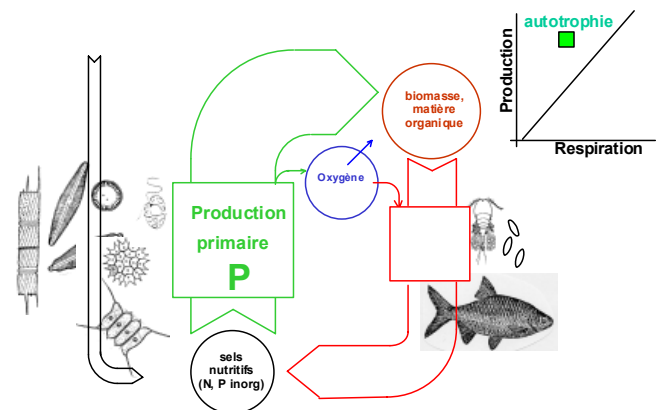 autotrophie
Production
Respiration
biomasse,
matière
organique
Oxygène
Production
primaire
P
sels
nutritifs
(N, P inorg)